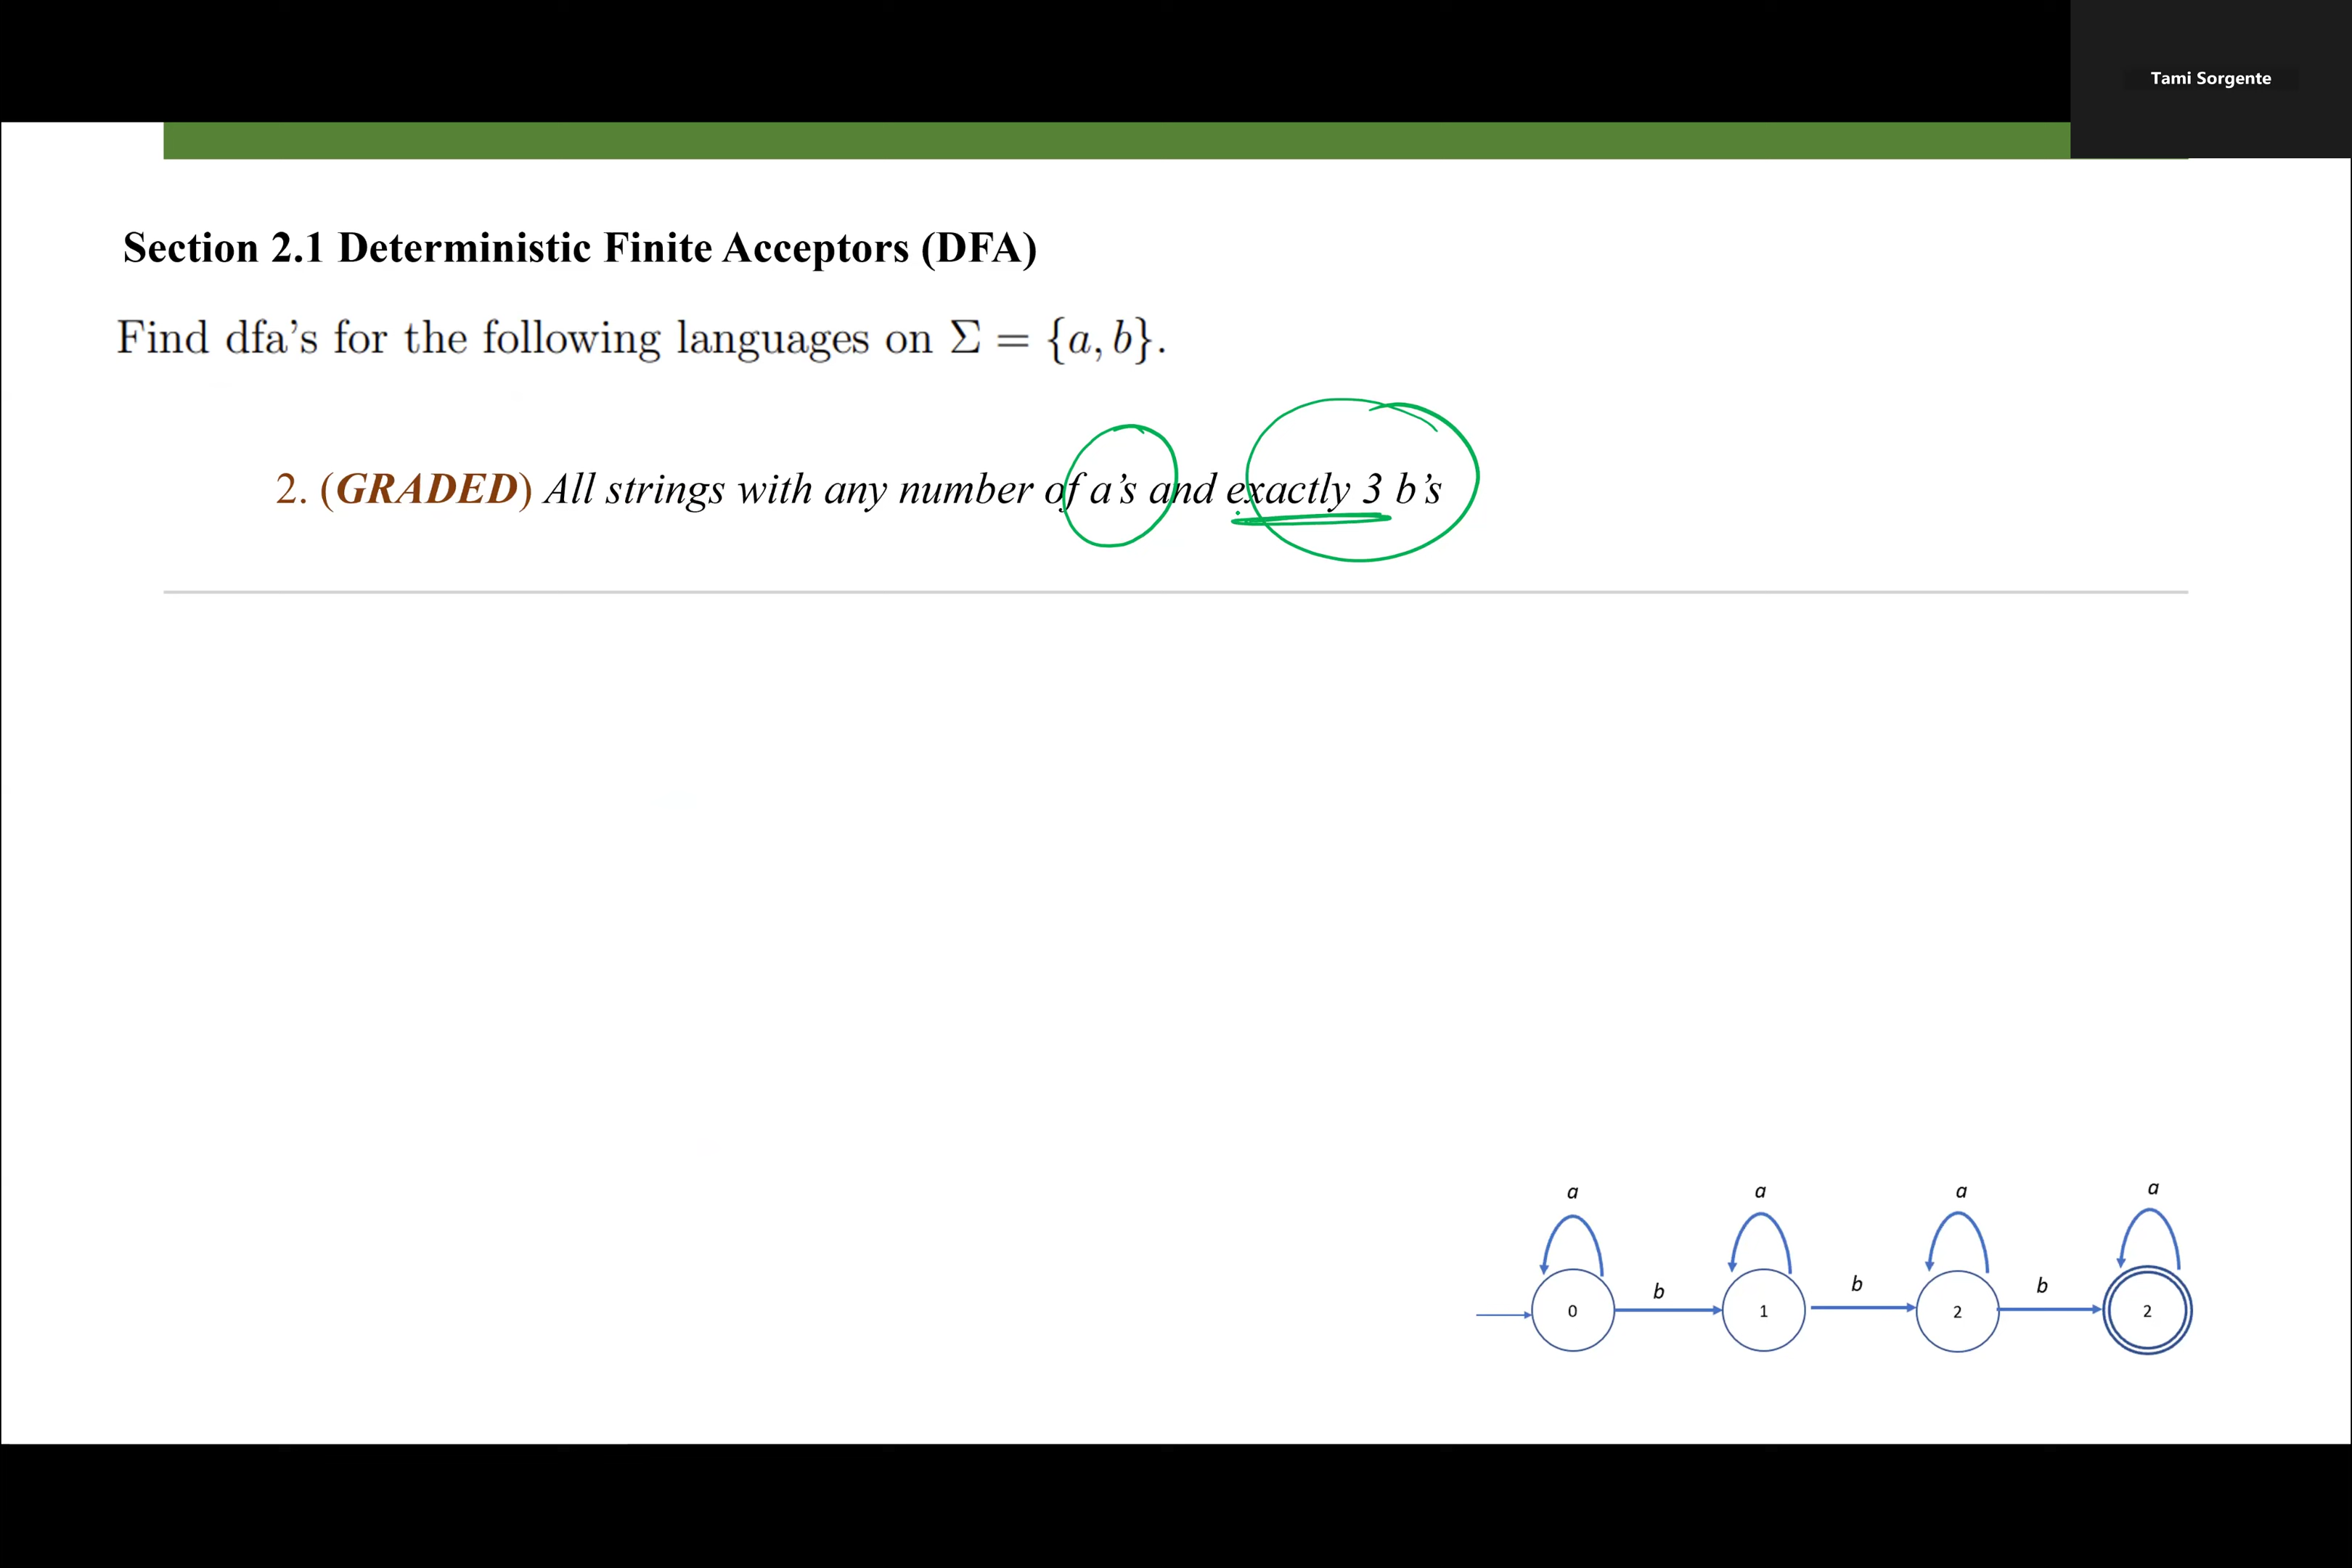 Tami Sorgente
Section 2.1 Deterministic Finite Acceptors (DFA)
Find dfa's for the following languages on Σ = {a, b}.
2. (GRADED) All strings with any number of a's and exactly 3 b's
a a a a
b b b
0 1 2 2